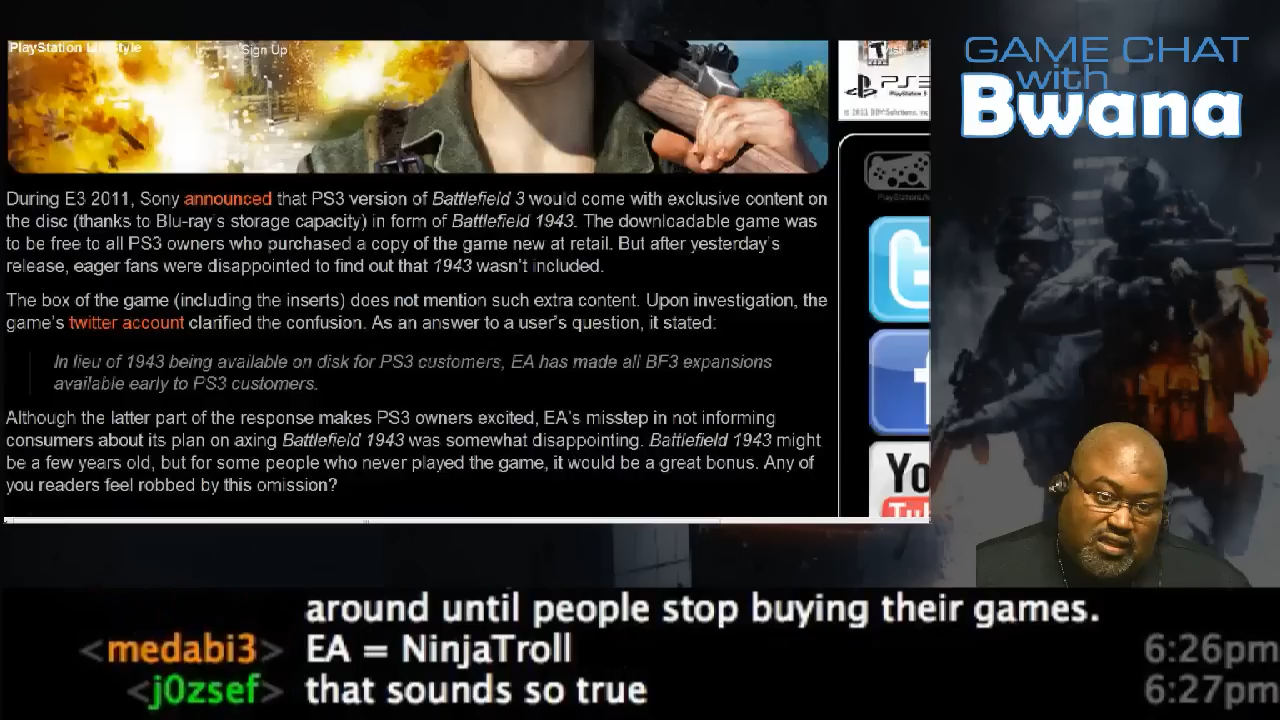 PlayStation LifeStyle
Sign Up
GAME CHAT
with
Bwana
PS3
During E3 2011, Sony announced that PS3 version of Battlefield 3 would come with exclusive content on
the disc (thanks to Blu-ray's storage capacity) in form of Battlefield 1943. The downloadable game was
to be free to all PS3 owners who purchased a copy of the game new at retail. But after yesterday's
release, eager fans were disappointed to find out that 1943 wasn't included.
The box of the game (including the inserts) does not mention such extra content. Upon investigation, the
game's twitter account clarified the confusion. As an answer to a user's question, it stated:
In lieu of 1943 being available on disk for PS3 customers, EA has made all BF3 expansions
available early to PS3 customers.
Although the latter part of the response makes PS3 owners excited, EA's misstep in not informing
consumers about its plan on axing Battlefield 1943 was somewhat disappointing. Battlefield 1943 might
be a few years old, but for some people who never played the game, it would be a great bonus. Any of
you readers feel robbed by this omission?
around until people stop buying their games.
<medabi3> EA = NinjaTroll 6:26pm
<j0zsef> that sounds so true 6:27pm